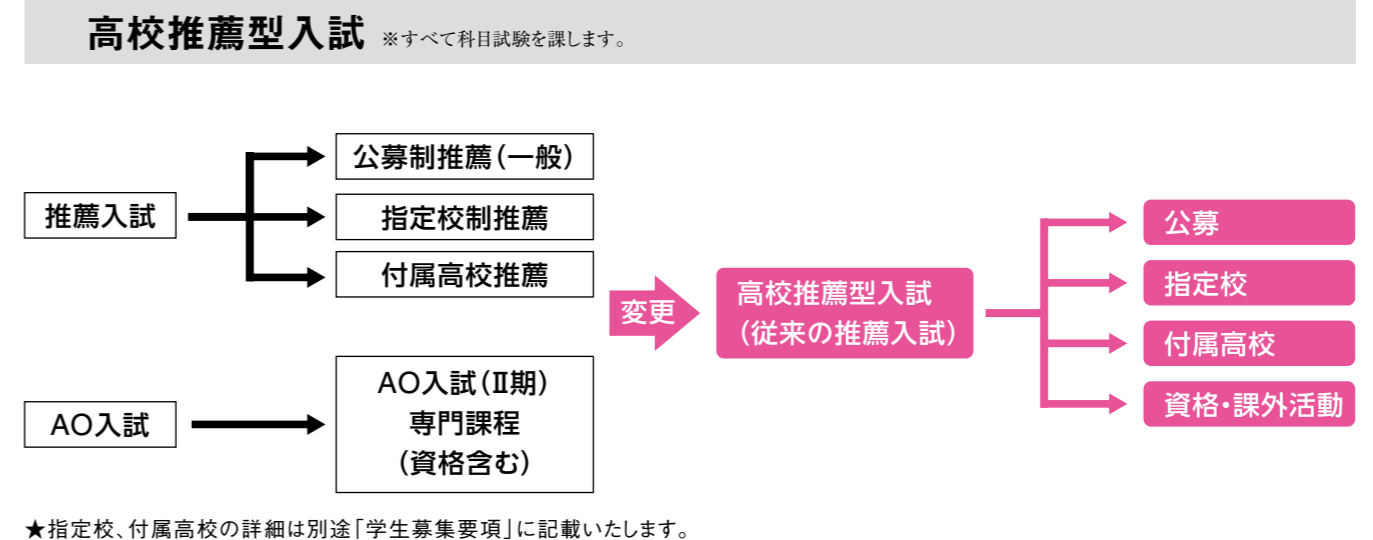 高校推薦型入試 ※すべて科目試験を課します。
推薦入試
公募制推薦(一般)
指定校制推薦
付属高校推薦
AO入試
AO入試(Ⅱ期)
専門課程
(資格含む)
変更
高校推薦型入試
(従来の推薦入試)
公募
指定校
付属高校
資格・課外活動
★指定校、付属高校の詳細は別途「学生募集要項」に記載いたします。